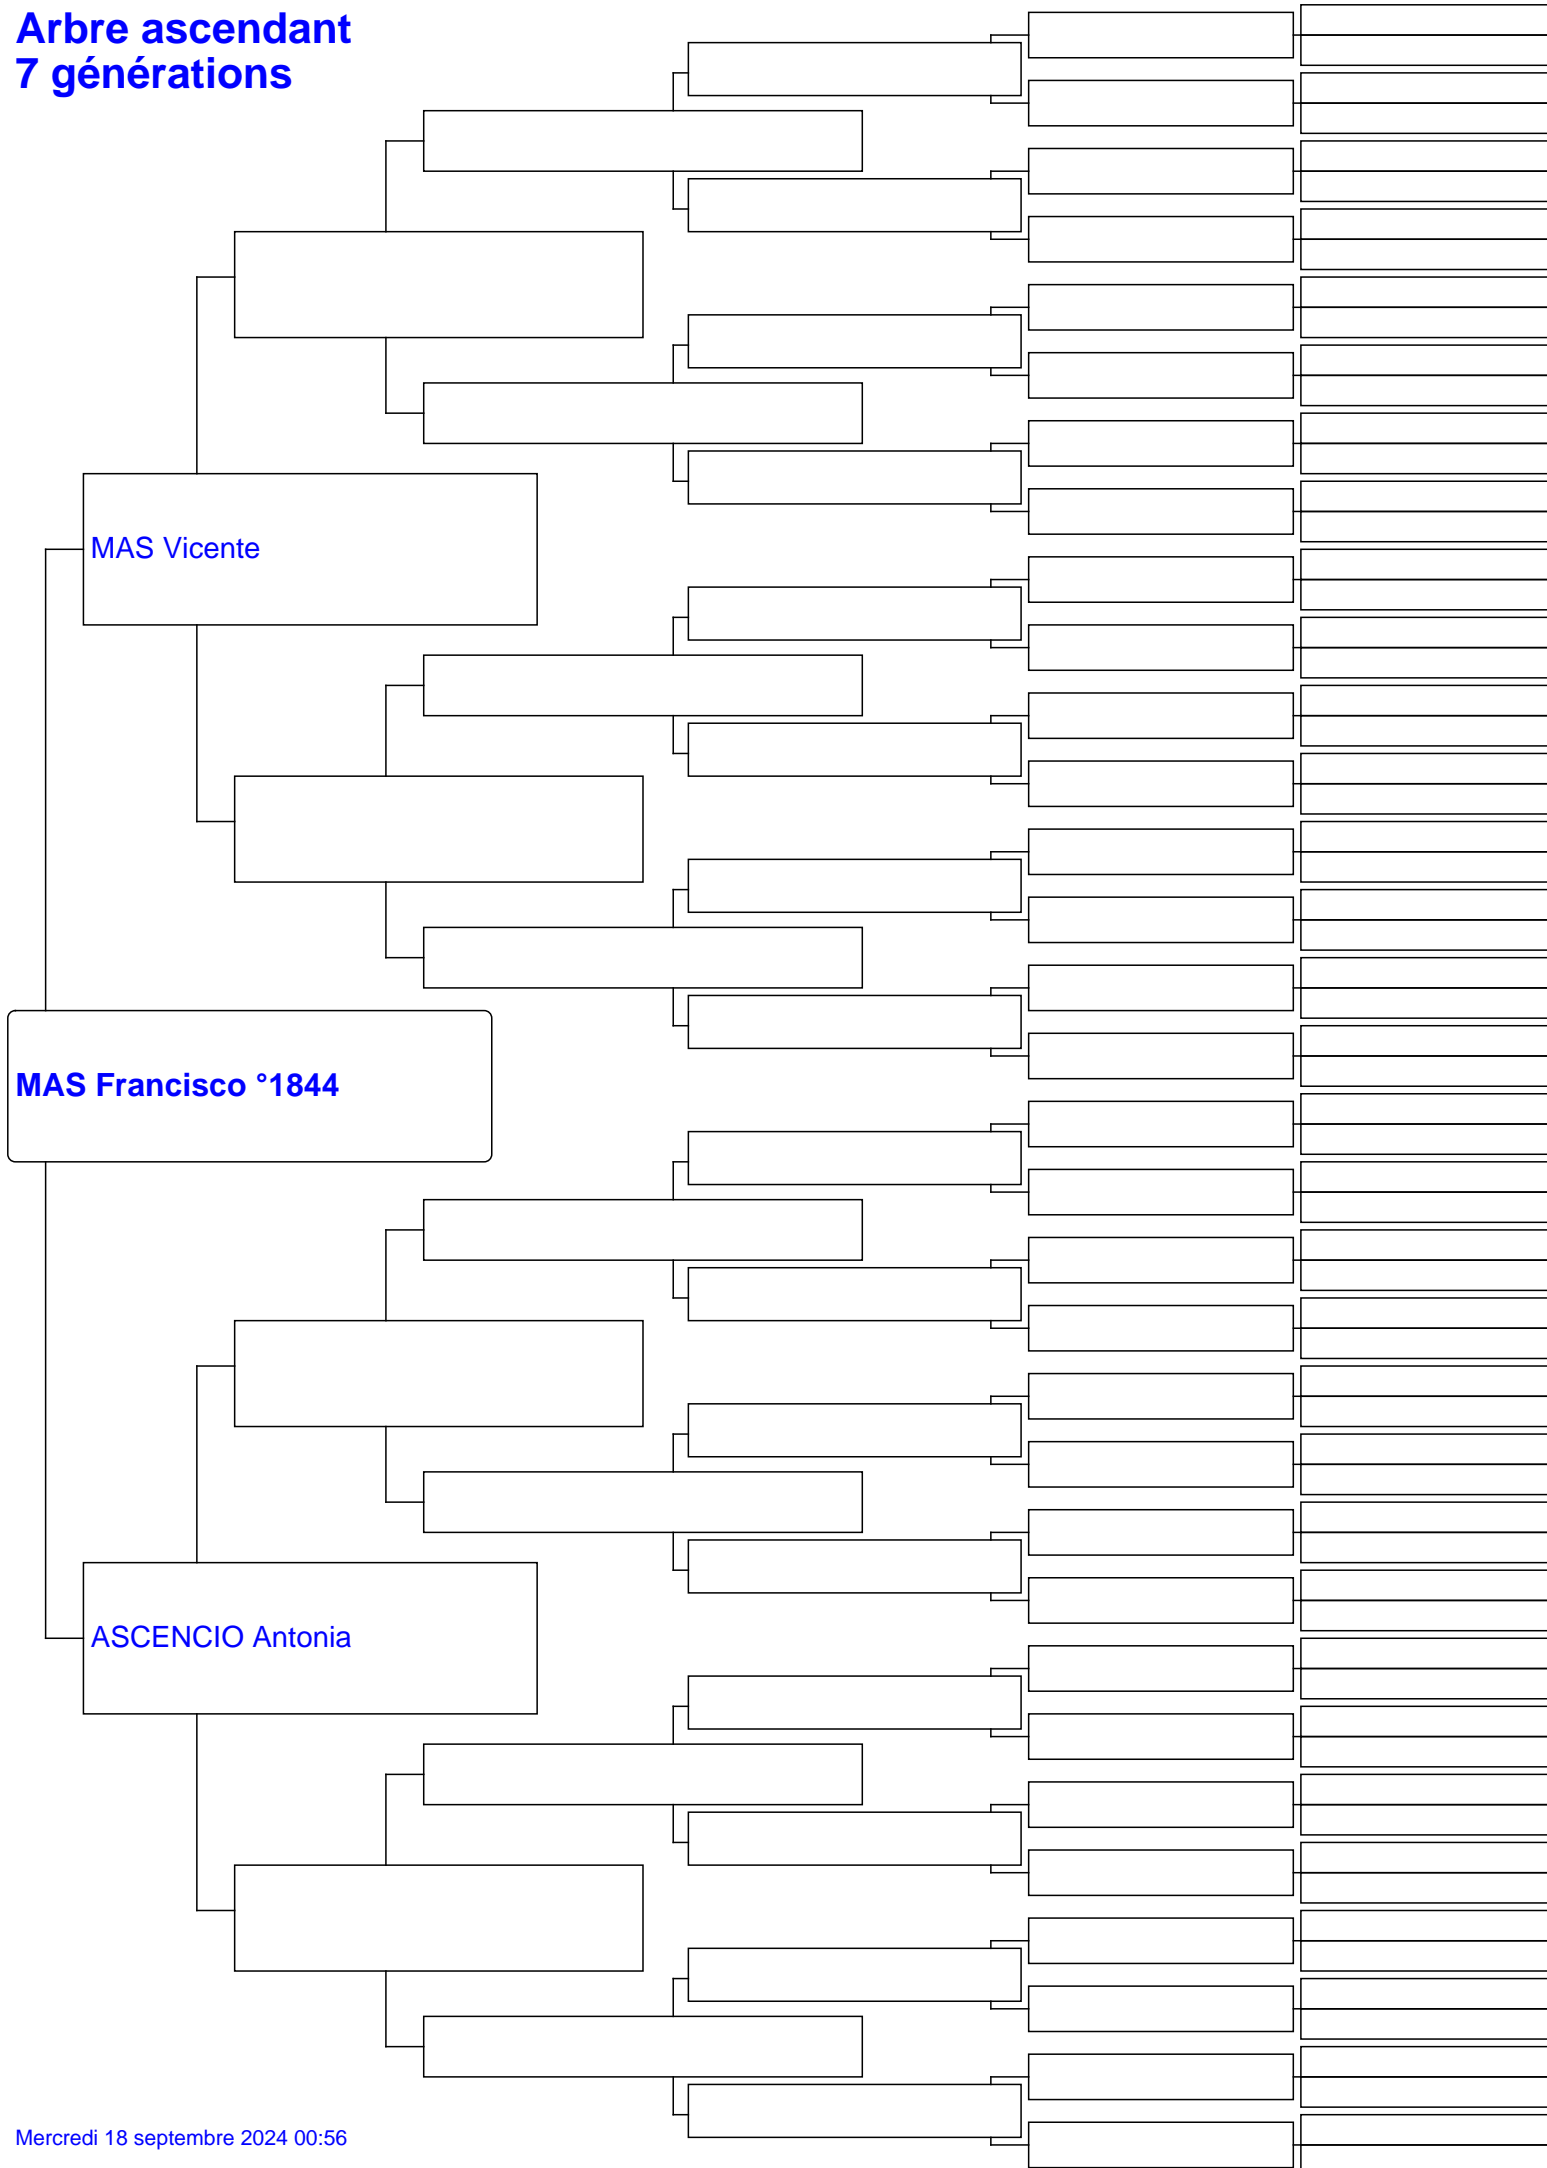 Arbre ascendant
7 générations
MAS Vicente
MAS Francisco °1844
ASCENCIO Antonia
Mercredi 18 septembre 2024 00:56